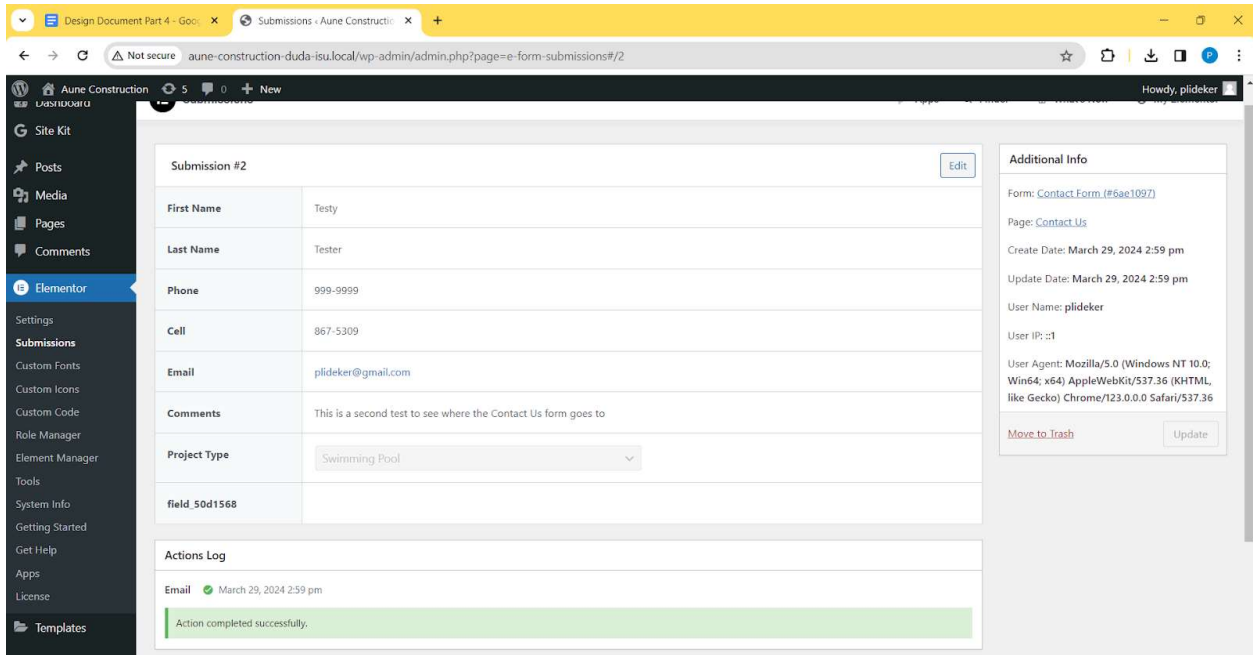 Design Document Part 4 - Goog
Submissions ‹ Aune Constructio
Not secure aune-construction-duda-isu.local/wp-admin/admin.php?page=e-form-submissions#/2
P
Aune Construction 5 0 + New
Howdy, plideker
Dashboard
Submissions
Site Kit
Posts
Media
Pages
Comments
Elementor
Settings
Submissions
Custom Fonts
Custom Icons
Custom Code
Role Manager
Element Manager
Tools
System Info
Getting Started
Get Help
Apps
License
Templates
Submission #2
Edit
First Name Testy
Last Name Tester
Phone 999-9999
Cell 867-5309
Email plideker@gmail.com
Comments This is a second test to see where the Contact Us form goes to
Project Type Swimming Pool
field_50d1568
Actions Log
Email March 29, 2024 2:59 pm
Action completed successfully.
Additional Info
Form: Contact Form (#6ae1097)
Page: Contact Us
Create Date: March 29, 2024 2:59 pm
Update Date: March 29, 2024 2:59 pm
User Name: plideker
User IP: ::1
User Agent: Mozilla/5.0 (Windows NT 10.0;
Win64; x64) AppleWebKit/537.36 (KHTML,
like Gecko) Chrome/123.0.0.0 Safari/537.36
Move to Trash
Update